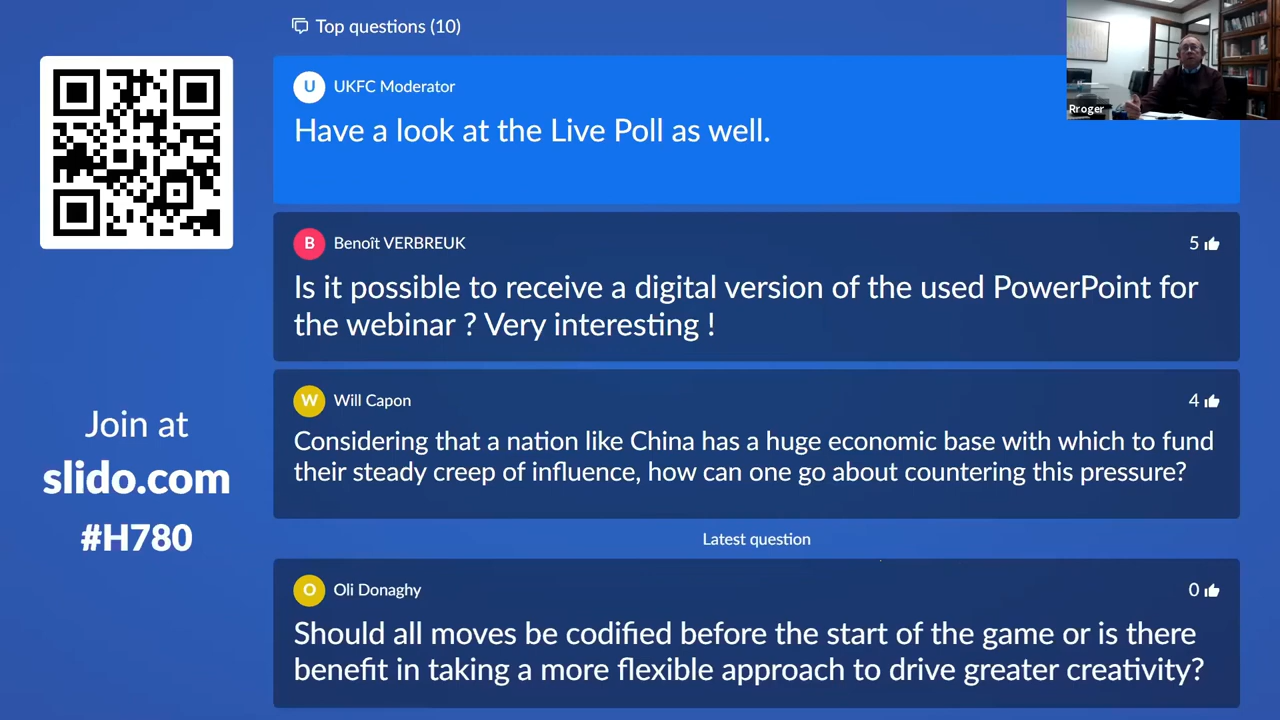 Top questions (10)
U UKFC Moderator
Have a look at the Live Poll as well.
Rroger
B Benoît VERBREUK 5
Is it possible to receive a digital version of the used PowerPoint for
the webinar ? Very interesting !
W Will Capon 4
Considering that a nation like China has a huge economic base with which to fund
their steady creep of influence, how can one go about countering this pressure?
Join at
slido.com
#H780
Latest question
O Oli Donaghy 0
Should all moves be codified before the start of the game or is there
benefit in taking a more flexible approach to drive greater creativity?